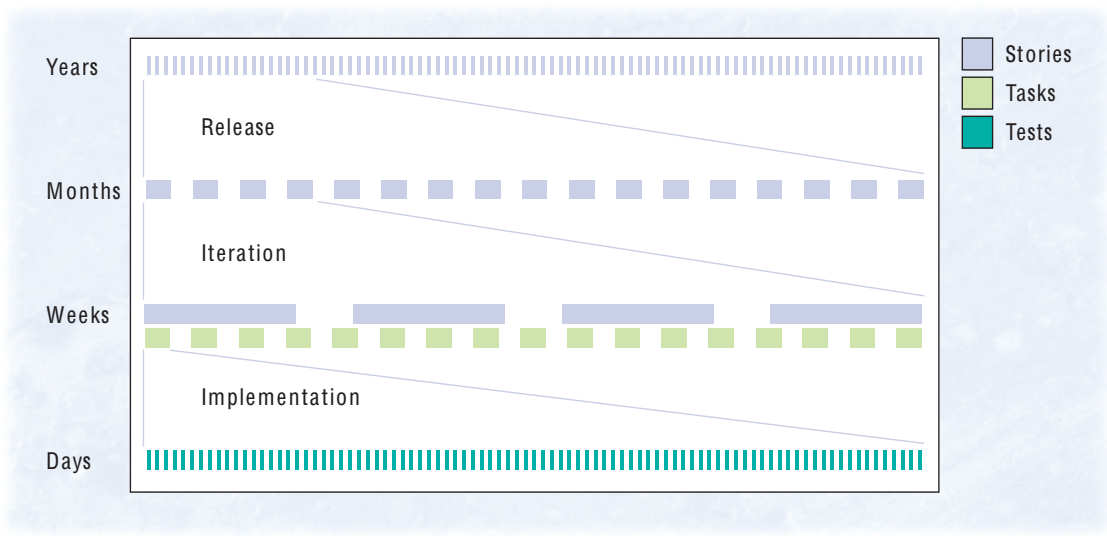 Years
Release
Months
Iteration
Weeks
Implementation
Days
Stories
Tasks
Tests